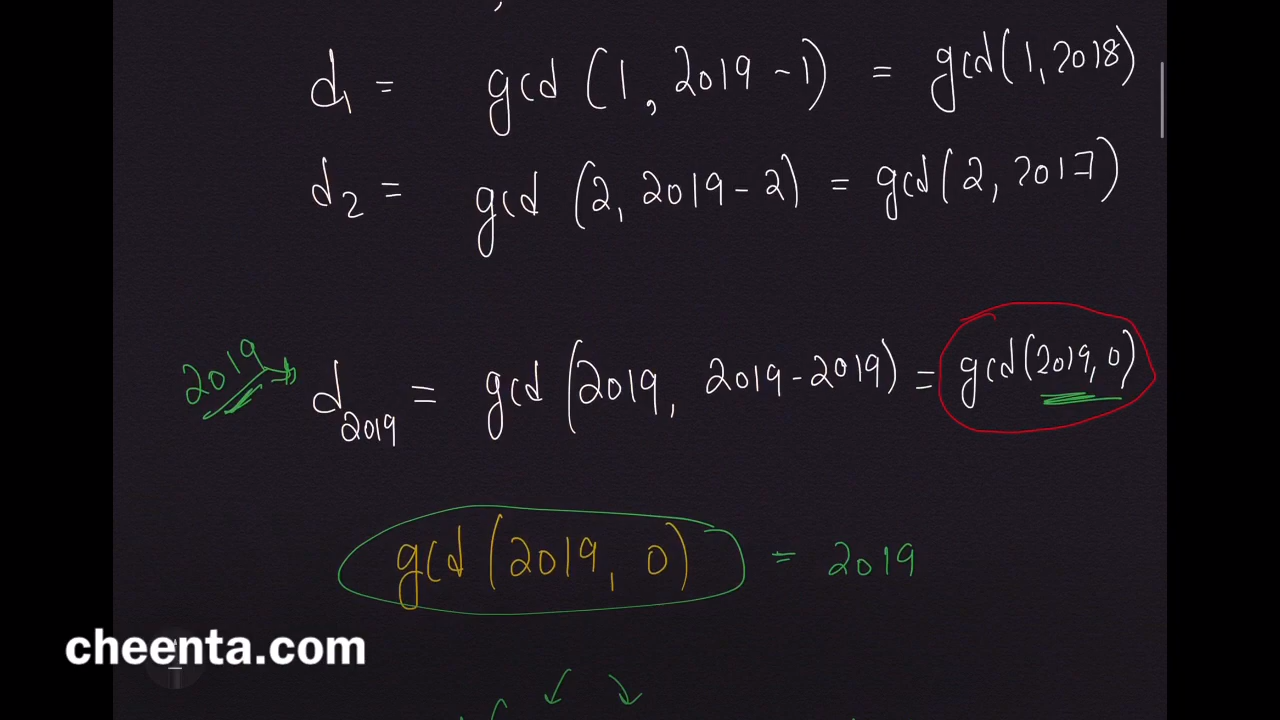 d₁ = gcd (1, 2019 - 1) = gcd(1, 2018)
d₂ = gcd (2, 2019 - 2) = gcd(2, 2017)
2019 → d₂₀₁₉ = gcd (2019, 2019 - 2019) = gcd(2019, 0)
gcd (2019, 0) = 2019
cheenta.com